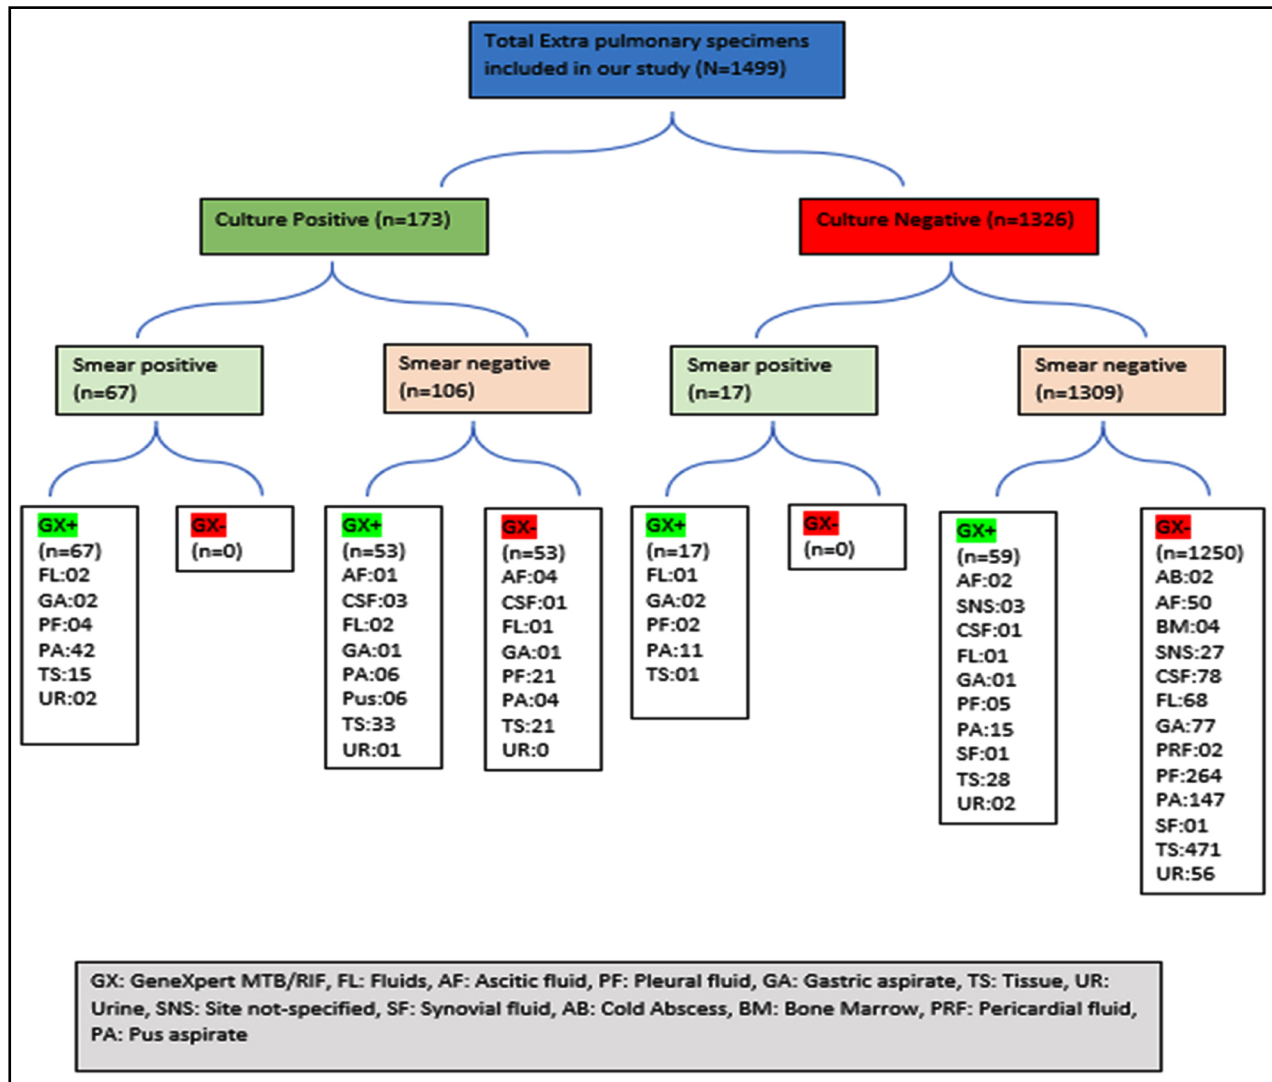 Total Extra pulmonary specimens
included in our study (N=1499)
Culture Positive (n=173)
Culture Negative (n=1326)
Smear positive
(n=67)
Smear negative
(n=106)
Smear positive
(n=17)
Smear negative
(n=1309)
GX+
(n=67)
FL:02
GA:02
PF:04
PA:42
TS:15
UR:02
GX-
(n=0)
GX+
(n=53)
AF:01
CSF:03
FL:02
GA:01
PA:06
Pus:06
TS:33
UR:01
GX-
(n=53)
AF:04
CSF:01
FL:01
GA:01
PF:21
PA:04
TS:21
UR:0
GX+
(n=17)
FL:01
GA:02
PF:02
PA:11
TS:01
GX-
(n=0)
GX+
(n=59)
AF:02
SNS:03
CSF:01
FL:01
GA:01
PF:05
PA:15
SF:01
TS:28
UR:02
GX-
(n=1250)
AB:02
AF:50
BM:04
SNS:27
CSF:78
FL:68
GA:77
PRF:02
PF:264
PA:147
SF:01
TS:471
UR:56
GX: GeneXpert MTB/RIF, FL: Fluids, AF: Ascitic fluid, PF: Pleural fluid, GA: Gastric aspirate, TS: Tissue, UR:
Urine, SNS: Site not-specified, SF: Synovial fluid, AB: Cold Abscess, BM: Bone Marrow, PRF: Pericardial fluid,
PA: Pus aspirate